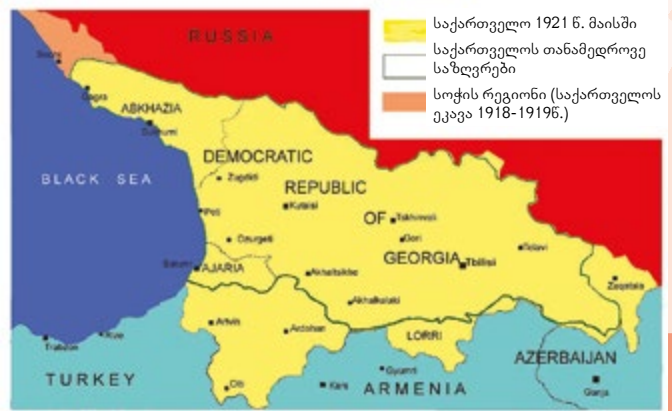 საქართველო 1921 წ. მაისში
საქართველოს თანამედროვე
საზღვრები
სოჭის რეგიონი (საქართველოს
ეკავა 1918-1919წ.)
RUSSIA
Sochi
Gagra
ABKHAZIA
Sukhumi
BLACK SEA
DEMOCRATIC
Zugdidi
REPUBLIC
Kutaisi
Poti
OF
Tskhinvali
Ozurgeti
Gori
GEORGIA
Tbilisi
Telavi
Batumi
AJARIA
Akhaltsikhe
Zaqatala
Akhalkalaki
Artvin
Ardahan
LORRI
Trabzon
Rize
AZERBAIJAN
Gyumri
TURKEY
Olti
Kars
ARMENIA
Ganja